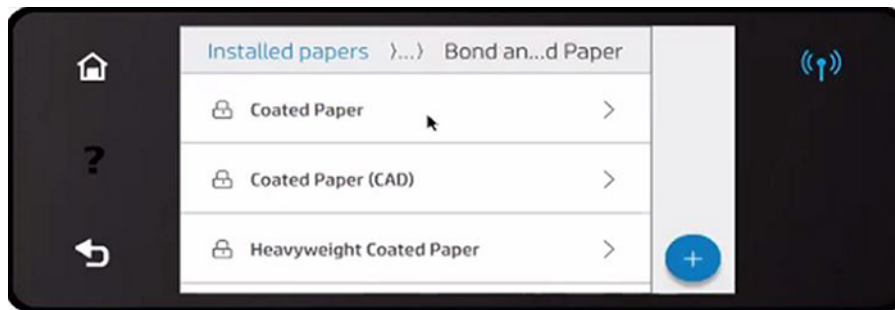 Installed papers 〉...〉 Bond an...d Paper
Coated Paper
?
Coated Paper (CAD)
Heavyweight Coated Paper
+